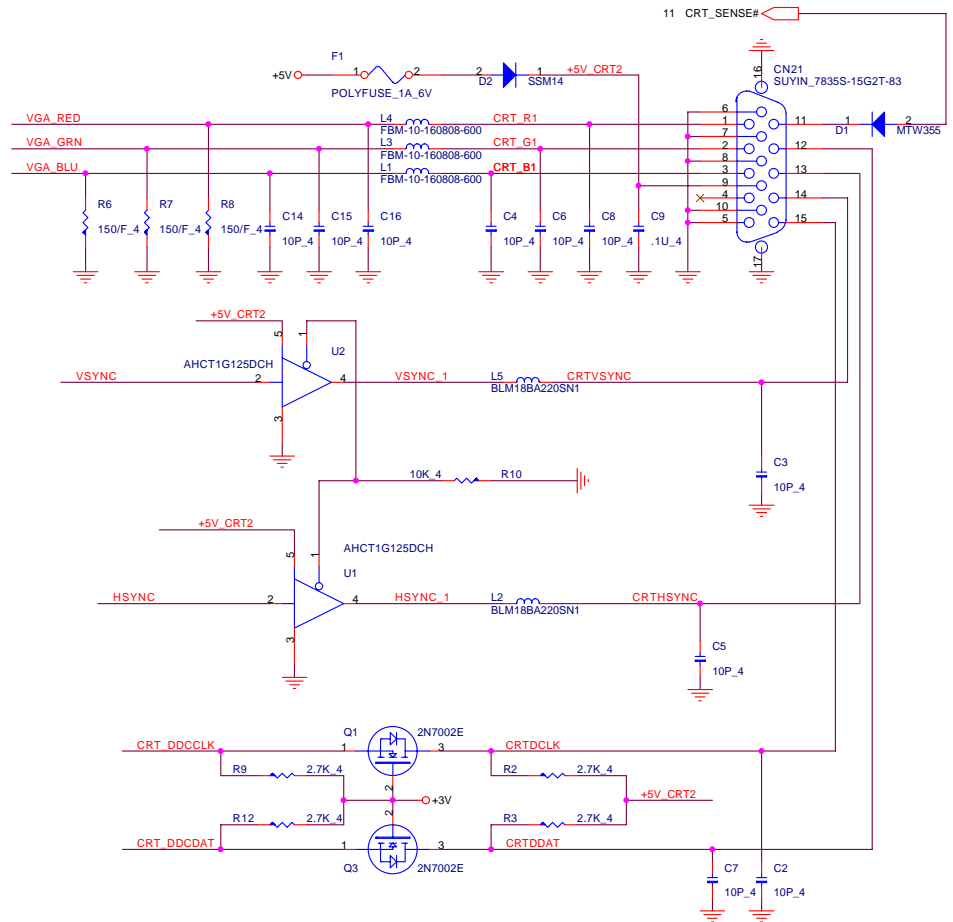 11 CRT_SENSE#
F1
+5V
1
2
POLYFUSE_1A_6V
2
1
D2
SSM14
+5V_CRT2
16
CN21
SUYIN_7835S-15G2T-83
VGA_RED
L4
FBM-10-160808-600
CRT_R1
VGA_GRN
L3
FBM-10-160808-600
CRT_G1
VGA_BLU
L1
FBM-10-160808-600
CRT_B1
6
1
7
2
8
3
9
4
10
5
11
12
13
14
15
1
2
D1
MTW355
17
R6
150/F_4
R7
150/F_4
R8
150/F_4
C14
10P_4
C15
10P_4
C16
10P_4
C4
10P_4
C6
10P_4
C8
10P_4
C9
.1U_4
+5V_CRT2
5
1
U2
AHCT1G125DCH
VSYNC
2
4
3
VSYNC_1
L5
BLM18BA220SN1
CRTVSYNC
C3
10P_4
10K_4
R10
+5V_CRT2
5
1
AHCT1G125DCH
U1
HSYNC
2
4
3
HSYNC_1
L2
BLM18BA220SN1
CRTHSYNC
C5
10P_4
Q1
2N7002E
CRT_DDCCLK
1
3
2
CRTDCLK
R9
2.7K_4
R2
2.7K_4
+3V
+5V_CRT2
R12
2.7K_4
R3
2.7K_4
2
CRT_DDCDAT
1
3
CRTDDAT
Q3
2N7002E
C7
10P_4
C2
10P_4